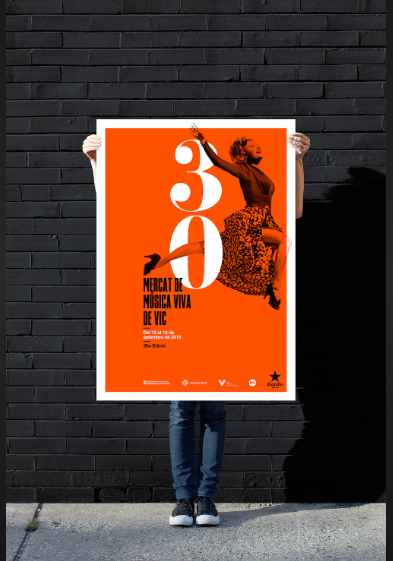 30
MERCAT DE
MÚSICA VIVA
DE VIC
Del 12 al 16 de
setembre de 2018
30a Edició